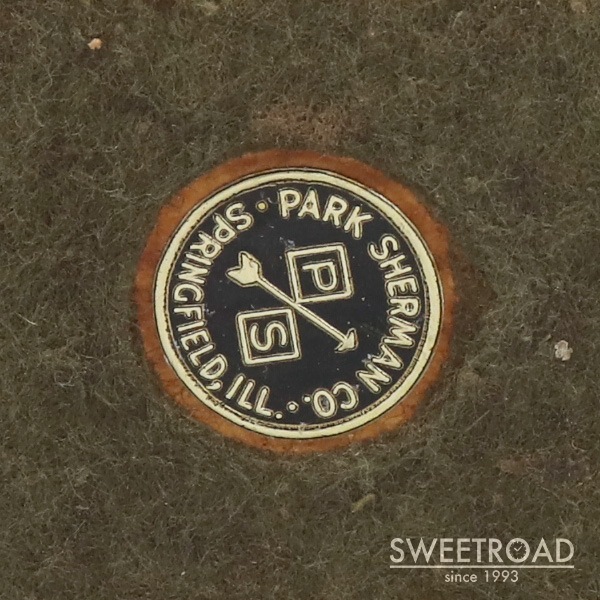 PARK SHERMAN CO.
SPRINGFIELD, ILL.
P
S
SWEETROAD
since 1993